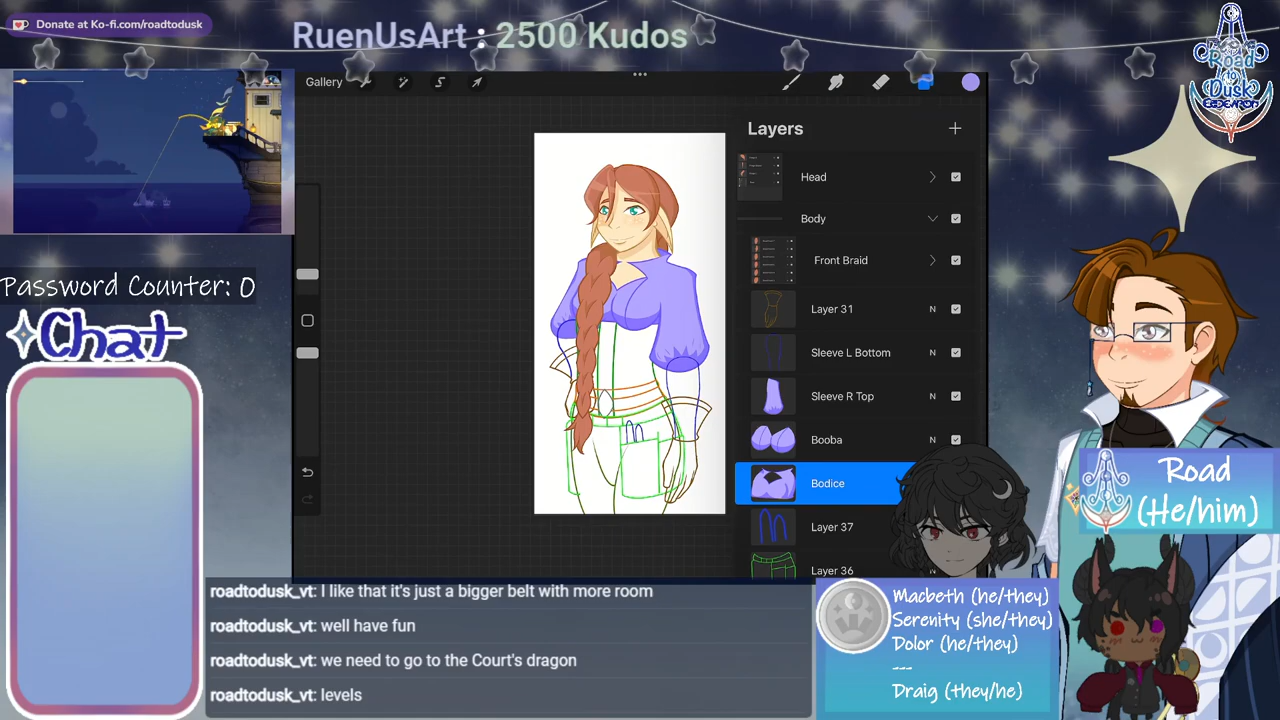 Donate at Ko-fi.com/roadtodusk
RuenUsArt : 2500 Kudos
Road
to
Dusk
Gallery
Layers
Head
Body
Front Braid
Layer 31
N
Sleeve L Bottom
N
Sleeve R Top
N
Booba
N
Bodice
Layer 37
Layer 36
Password Counter: 0
Chat
roadtodusk_vt: I like that it's just a bigger belt with more room
roadtodusk_vt: well have fun
roadtodusk_vt: we need to go to the Court's dragon
roadtodusk_vt: levels
Road
(He/him)
Macbeth (he/they)
Serenity (she/they)
Dolor (he/they)
---
Draig (they/he)